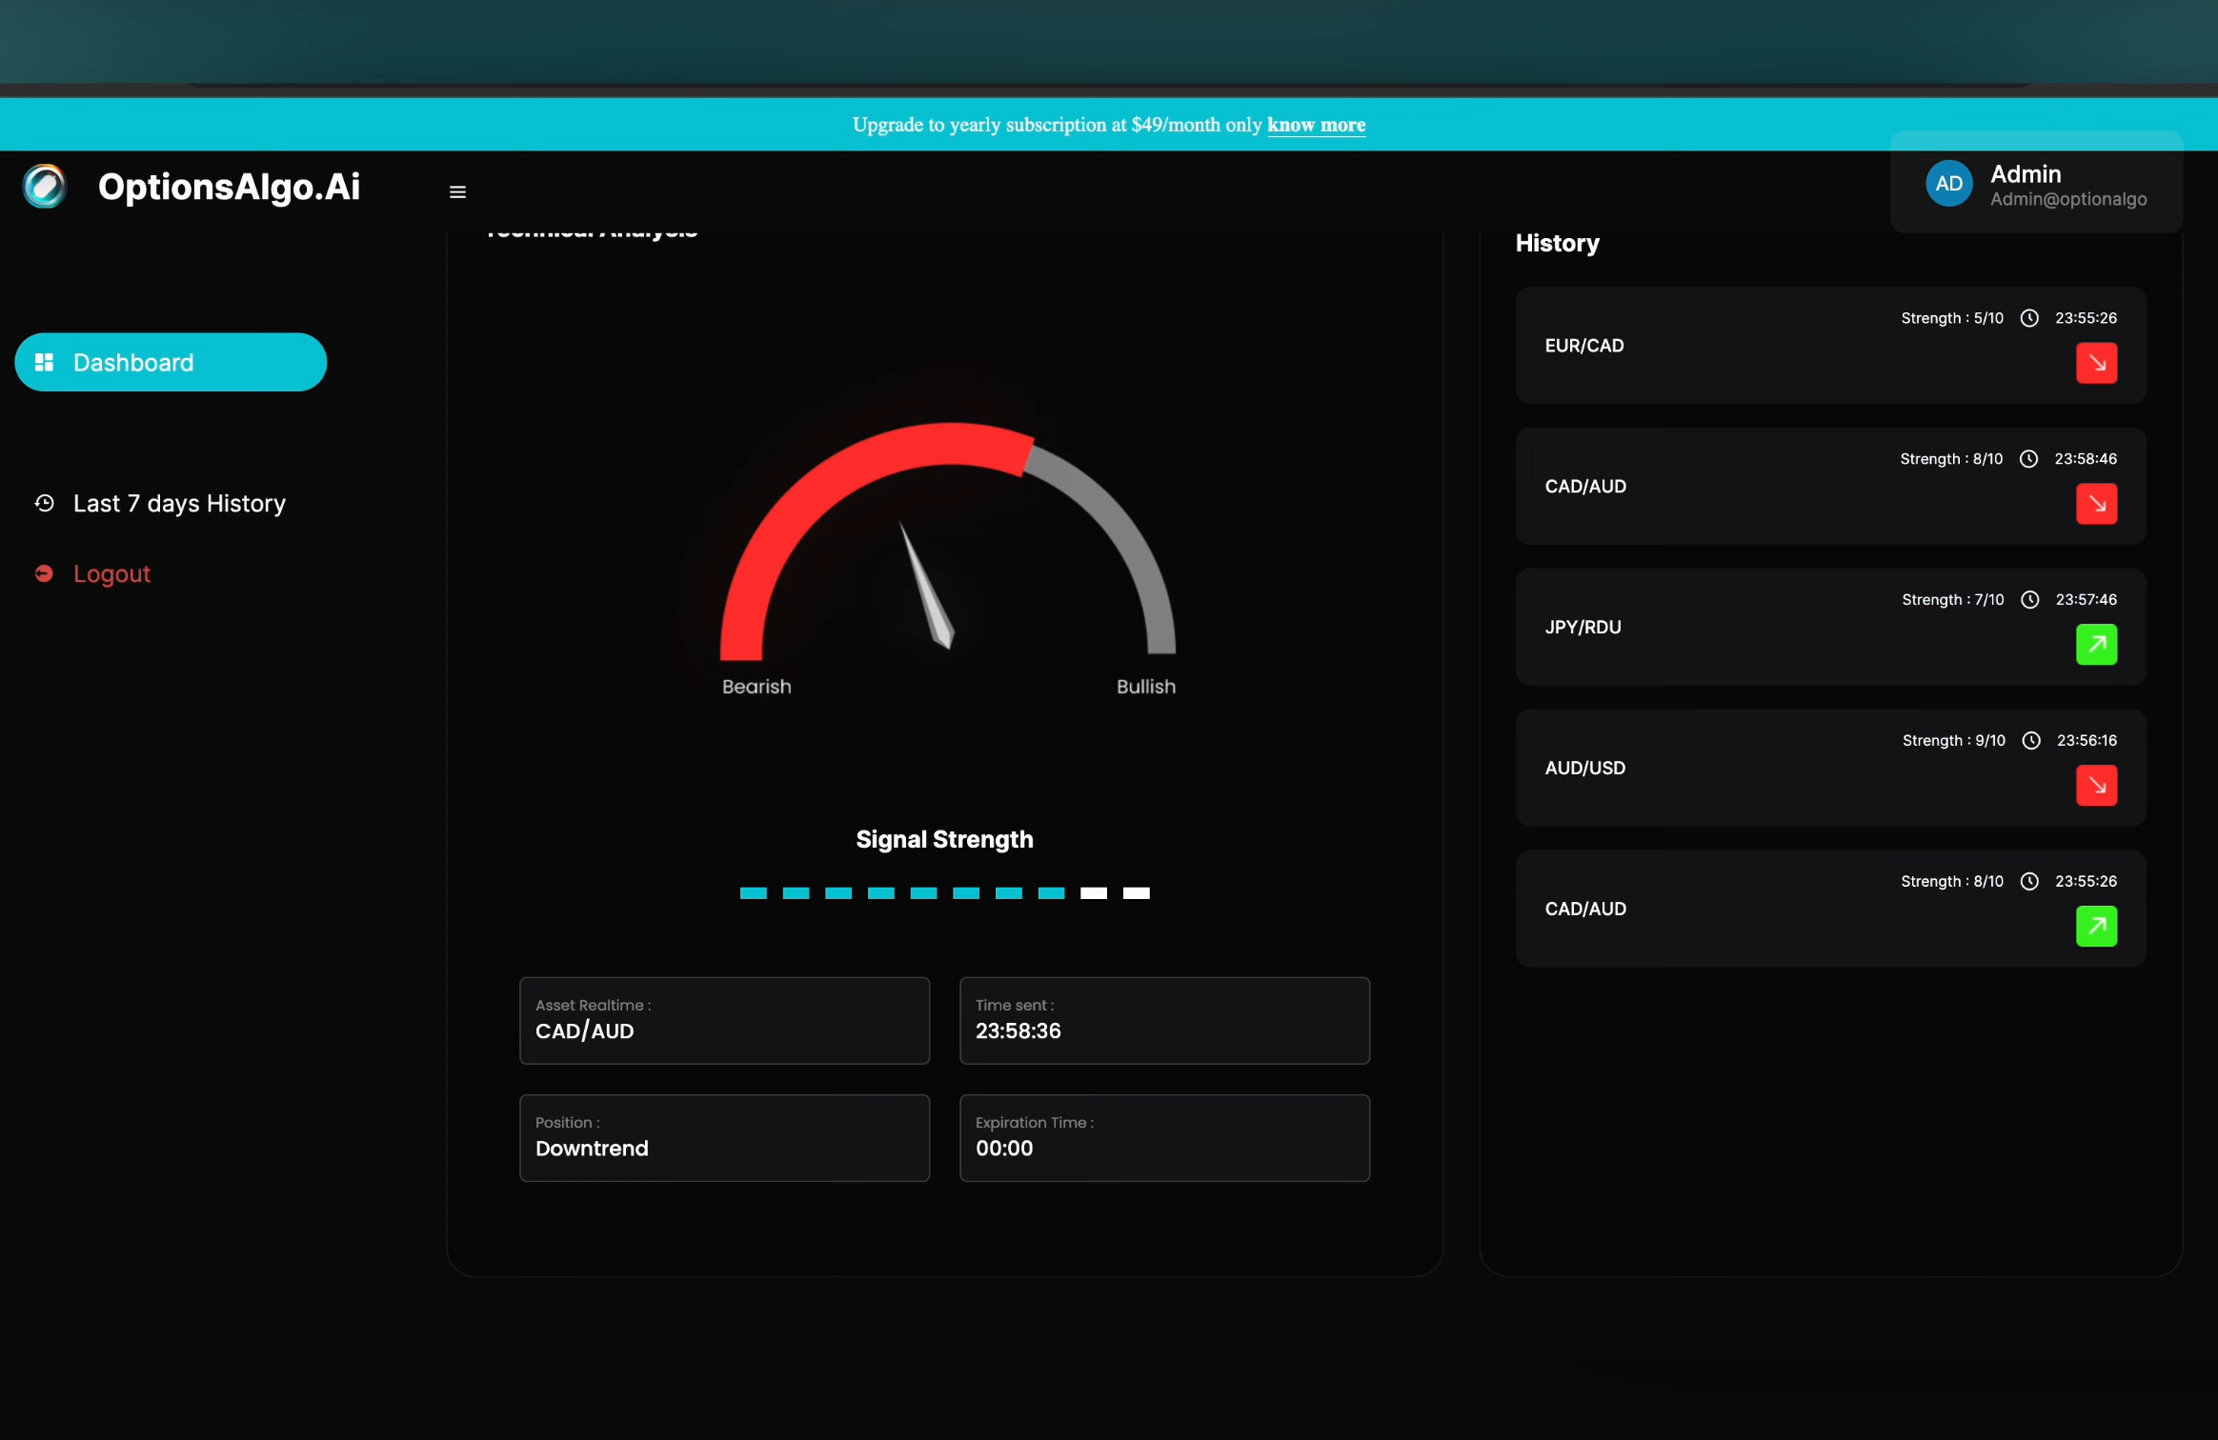 Upgrade to yearly subscription at $49/month only know more
OptionsAlgo.Ai
AD
Admin
Admin@optionalgo
Dashboard
Last 7 days History
Logout
Technical Analysis
Bearish
Bullish
Signal Strength
Asset Realtime :
CAD/AUD
Time sent :
23:58:36
Position :
Downtrend
Expiration Time :
00:00
History
Strength : 5/10 23:55:26
EUR/CAD
Strength : 8/10 23:58:46
CAD/AUD
Strength : 7/10 23:57:46
JPY/RDU
Strength : 9/10 23:56:16
AUD/USD
Strength : 8/10 23:55:26
CAD/AUD